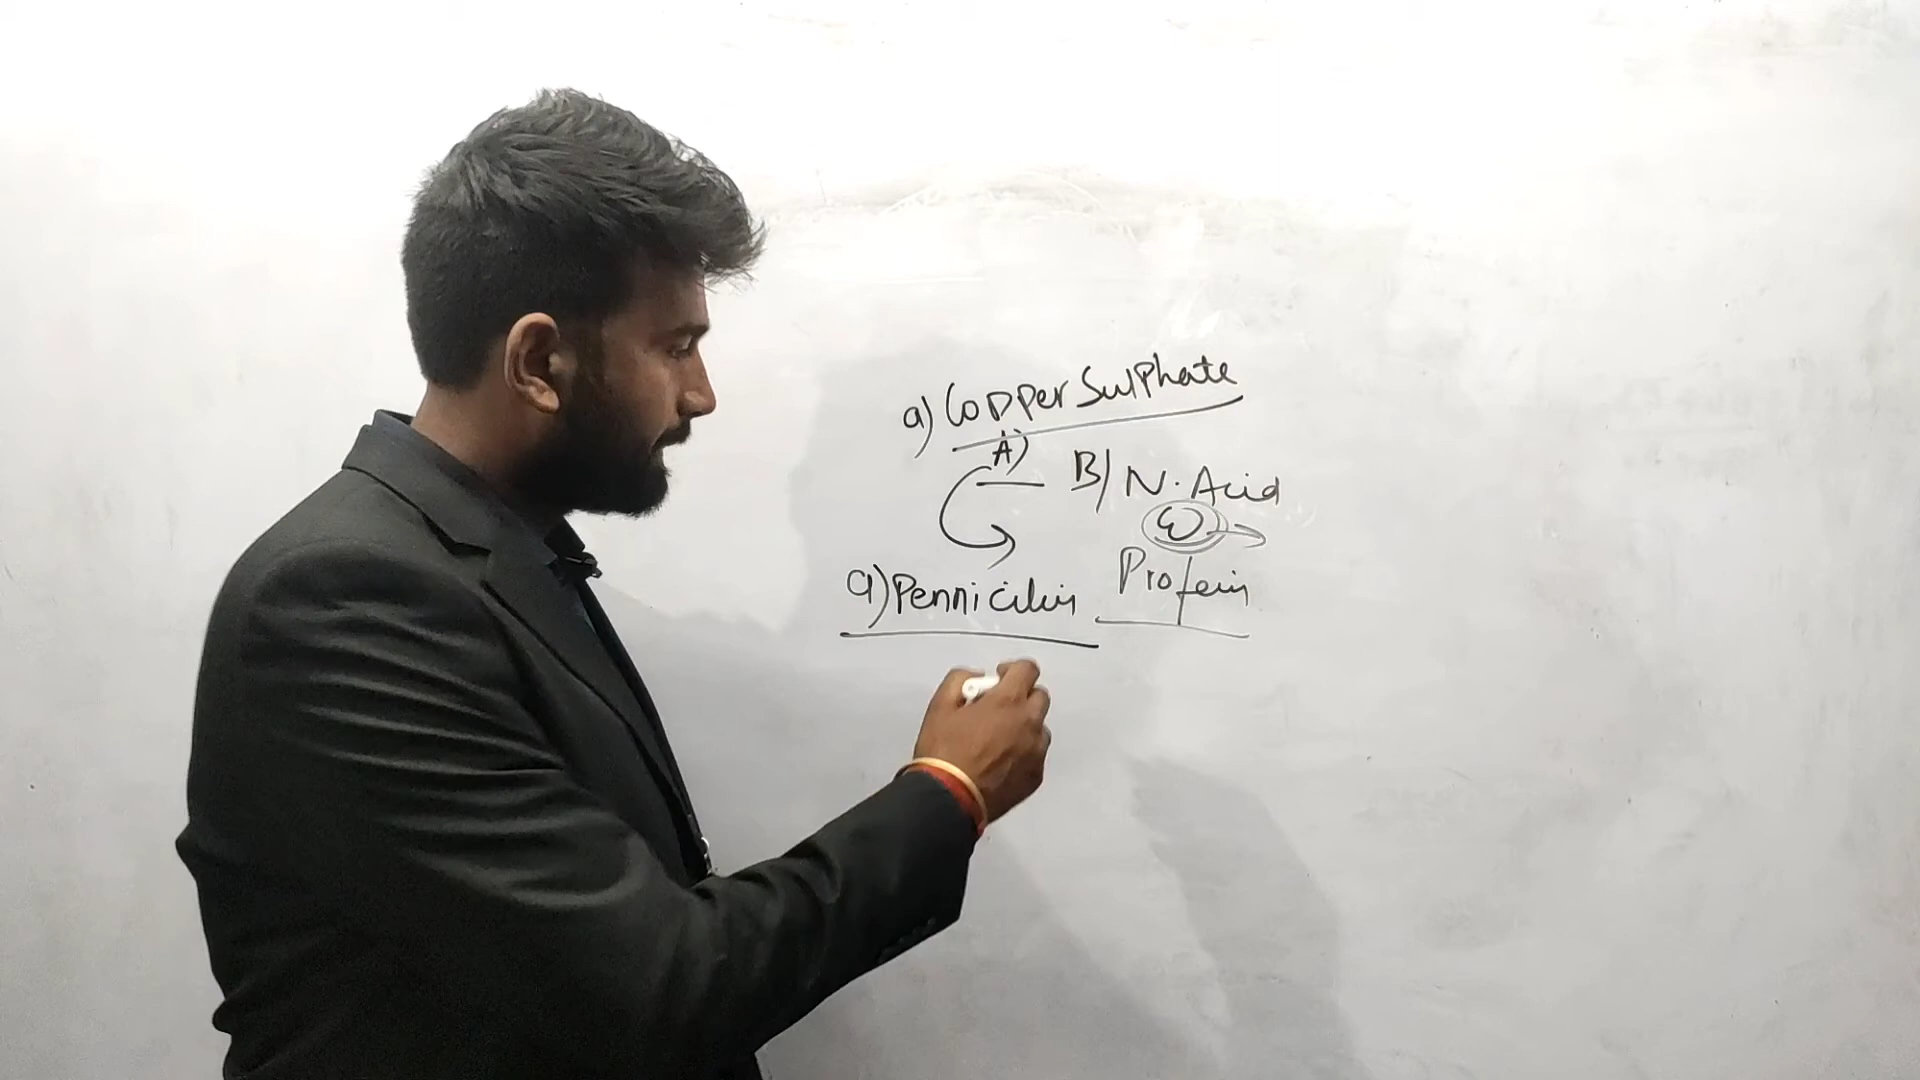 a) Copper Sulphate
A)
B) N. Acid
a) Pennicilin Protein